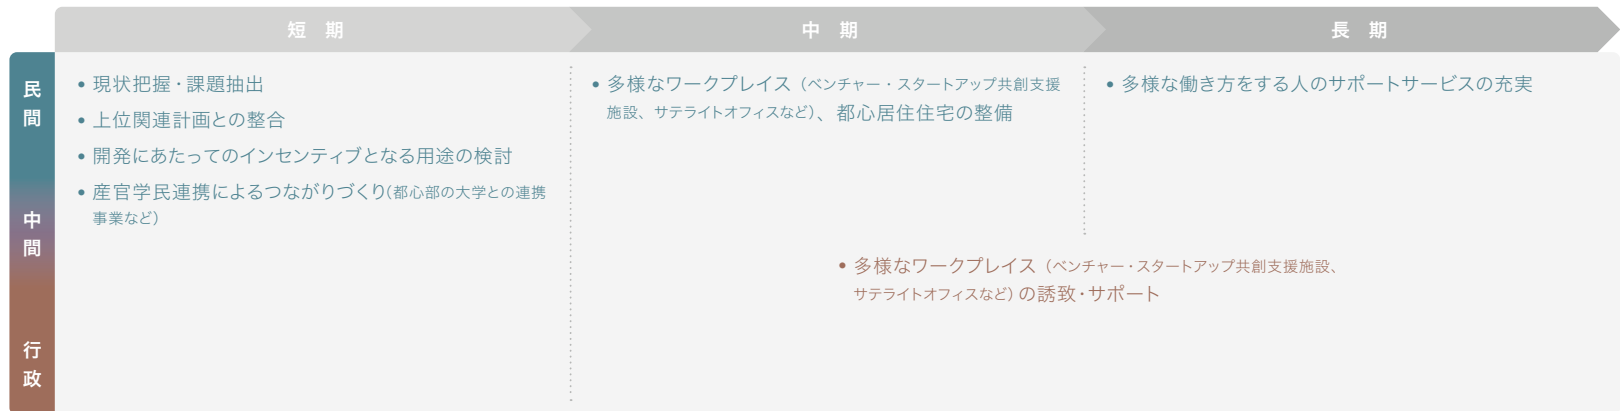 短期
中期
長期
民間
• 現状把握・課題抽出
• 上位関連計画との整合
• 開発にあたってのインセンティブとなる用途の検討
• 産官学民連携によるつながりづくり(都心部の大学との連携
事業など)
• 多様なワークプレイス（ベンチャー・スタートアップ共創支援
施設、サテライトオフィスなど）、都心居住住宅の整備
• 多様な働き方をする人のサポートサービスの充実
中間
• 多様なワークプレイス（ベンチャー・スタートアップ共創支援施設、
サテライトオフィスなど）の誘致・サポート
行政